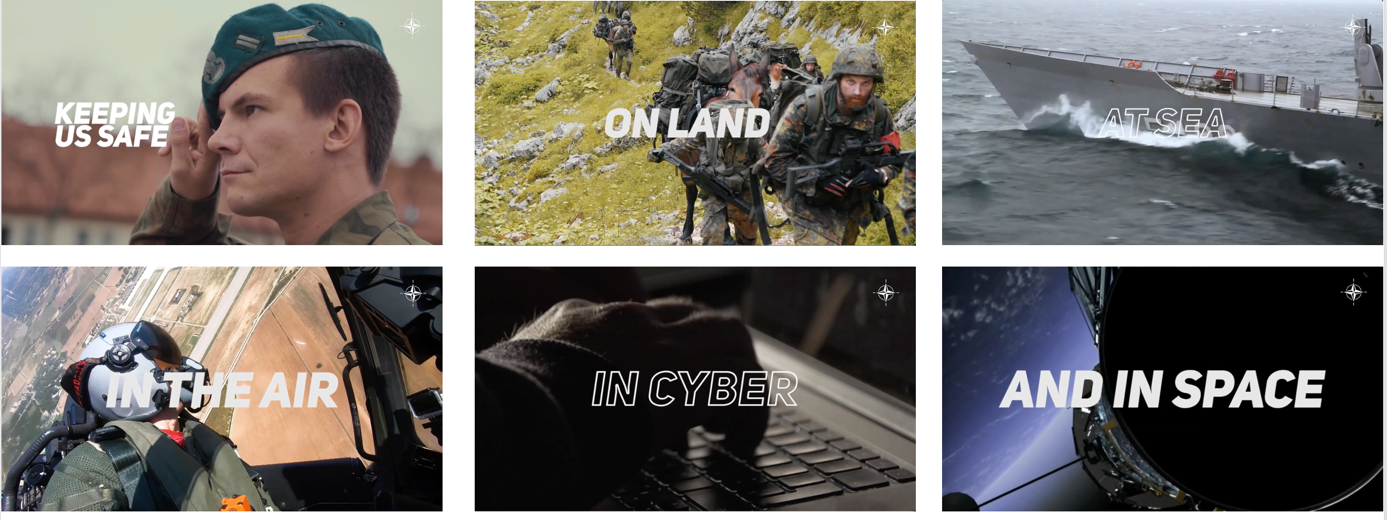 KEEPING
US SAFE
ON LAND
AT SEA
IN THE AIR
IN CYBER
AND IN SPACE